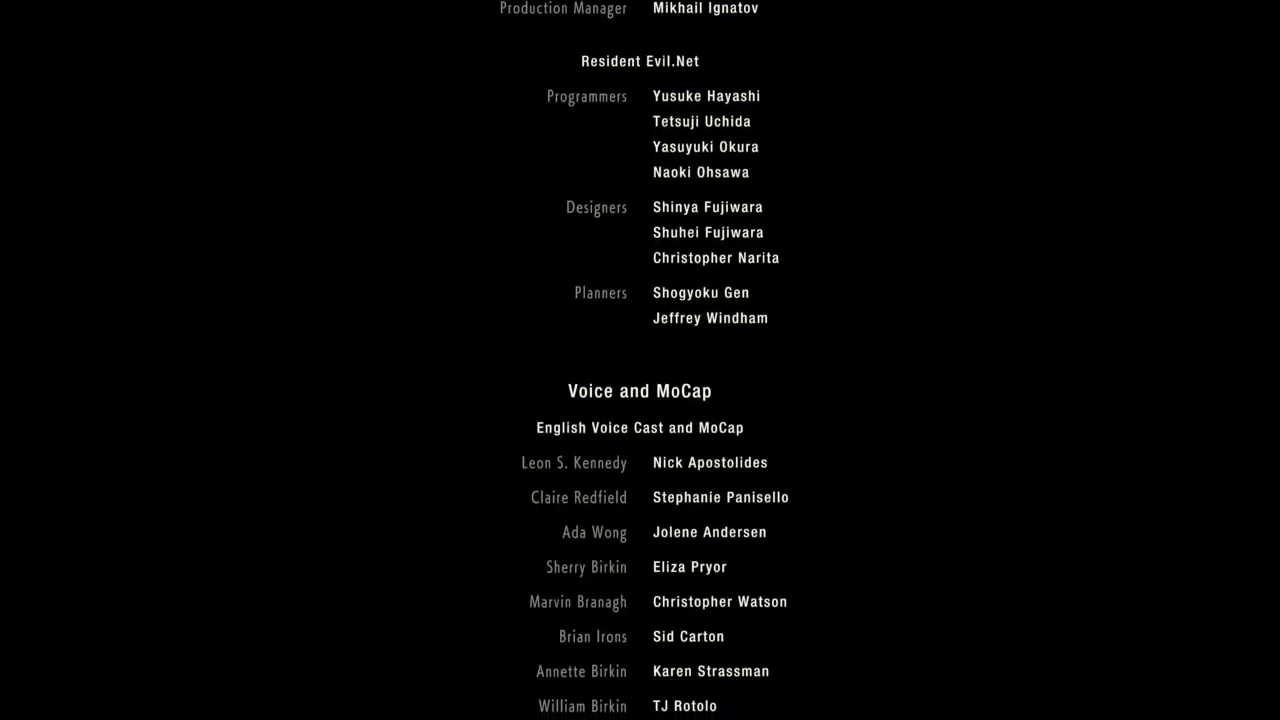 Production Manager Mikhail Ignatov
Resident Evil.Net
Programmers Yusuke Hayashi
Tetsuji Uchida
Yasuyuki Okura
Naoki Ohsawa
Designers Shinya Fujiwara
Shuhei Fujiwara
Christopher Narita
Planners Shogyoku Gen
Jeffrey Windham
Voice and MoCap
English Voice Cast and MoCap
Leon S. Kennedy Nick Apostolides
Claire Redfield Stephanie Panisello
Ada Wong Jolene Andersen
Sherry Birkin Eliza Pryor
Marvin Branagh Christopher Watson
Brian Irons Sid Carton
Annette Birkin Karen Strassman
William Birkin TJ Rotolo